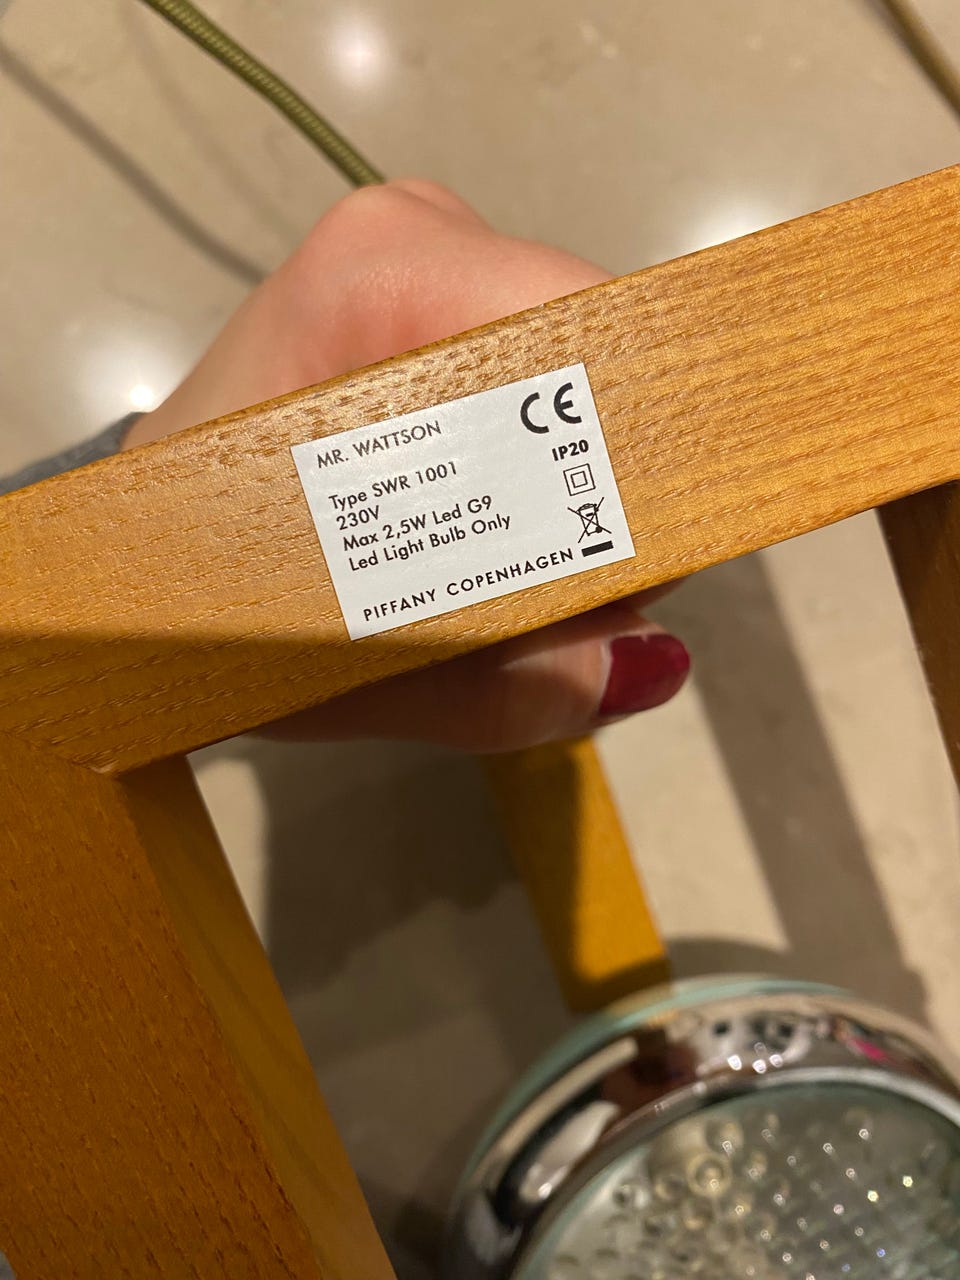 MR. WATTSON
CE
Type SWR 1001
IP20
230V
Max 2,5W Led G9
Led Light Bulb Only
PIFFANY COPENHAGEN